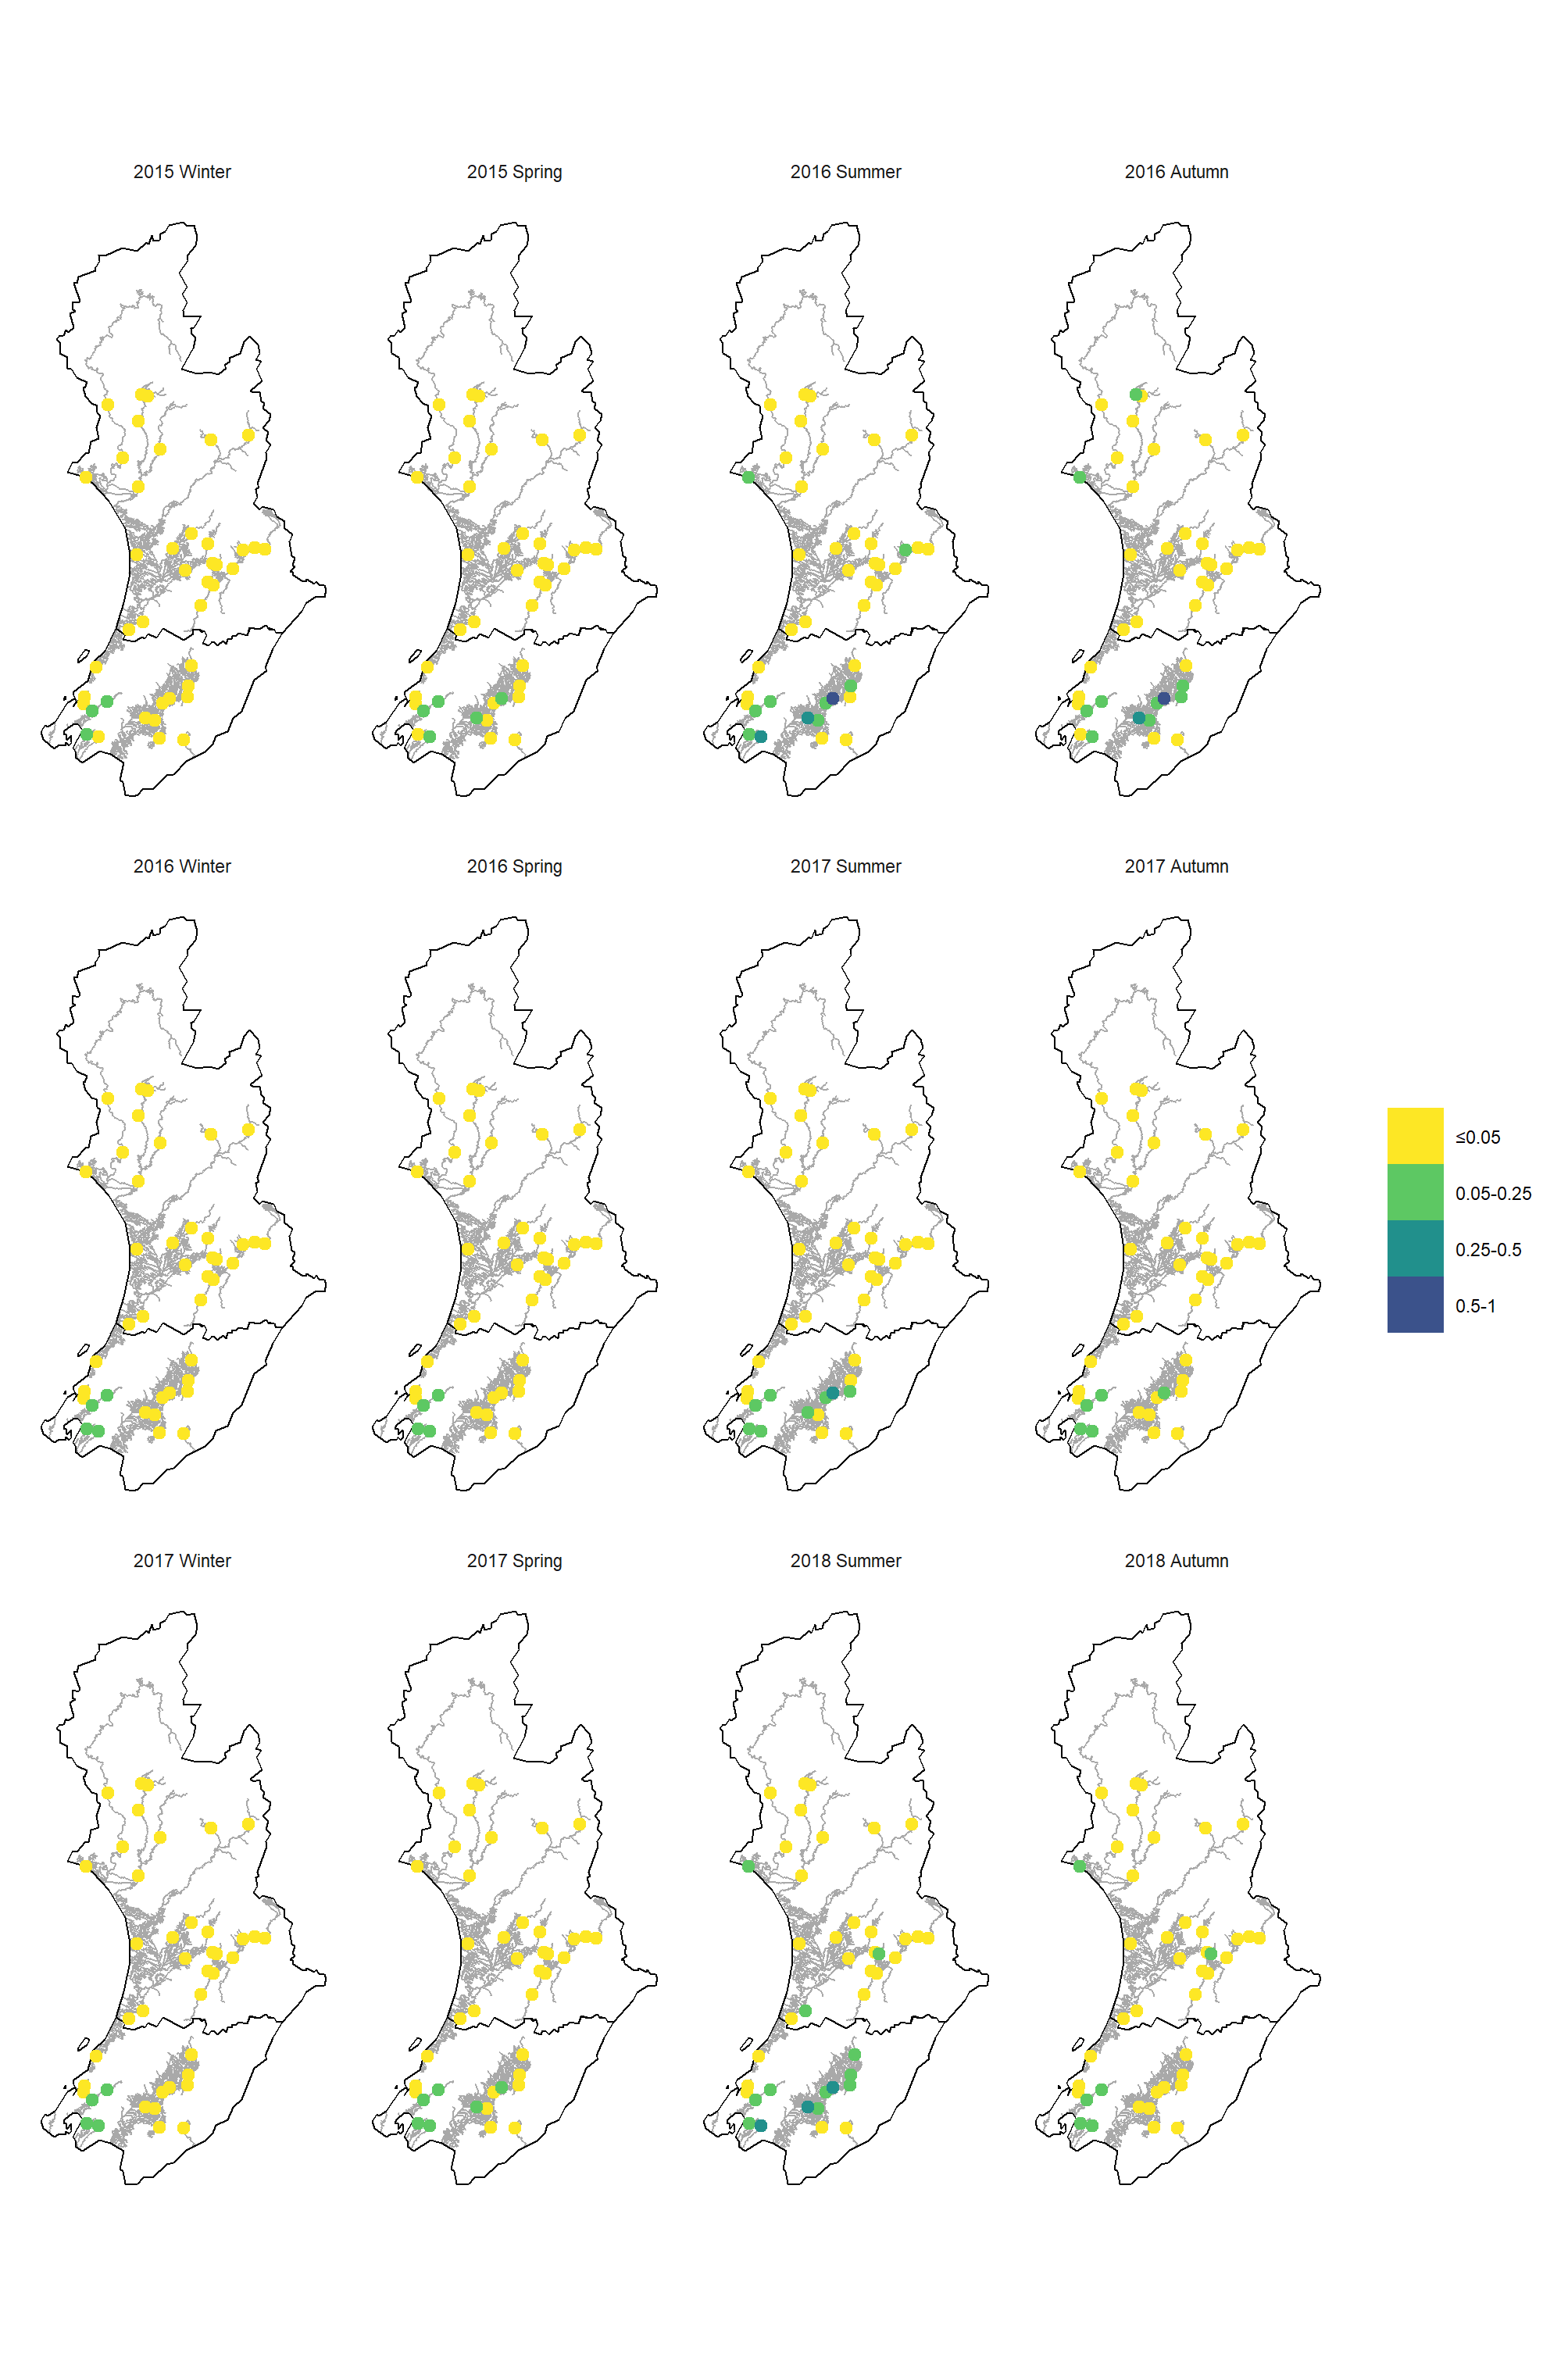 2015 Winter
2015 Spring
2016 Summer
2016 Autumn
2016 Winter
2016 Spring
2017 Summer
2017 Autumn
≤0.05
0.05-0.25
0.25-0.5
0.5-1
2017 Winter
2017 Spring
2018 Summer
2018 Autumn